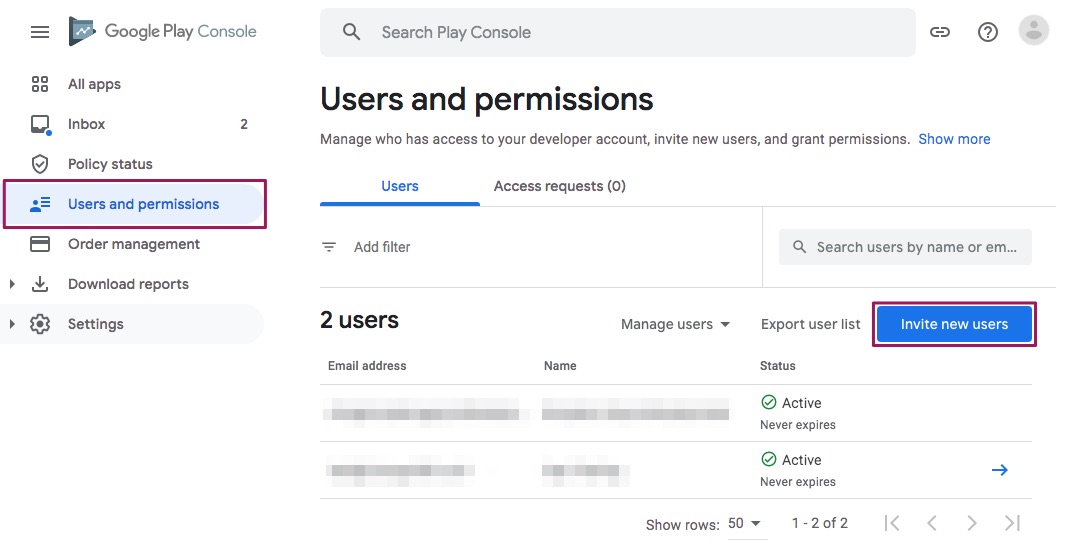 Google Play Console
Search Play Console
All apps
Inbox 2
Policy status
Users and permissions
Order management
Download reports
Settings
Users and permissions
Manage who has access to your developer account, invite new users, and grant permissions. Show more
Users Access requests (0)
Add filter Search users by name or em...
2 users Manage users Export user list Invite new users
Email address Name Status
Active
Never expires
Active
Never expires
Show rows: 50 1 - 2 of 2